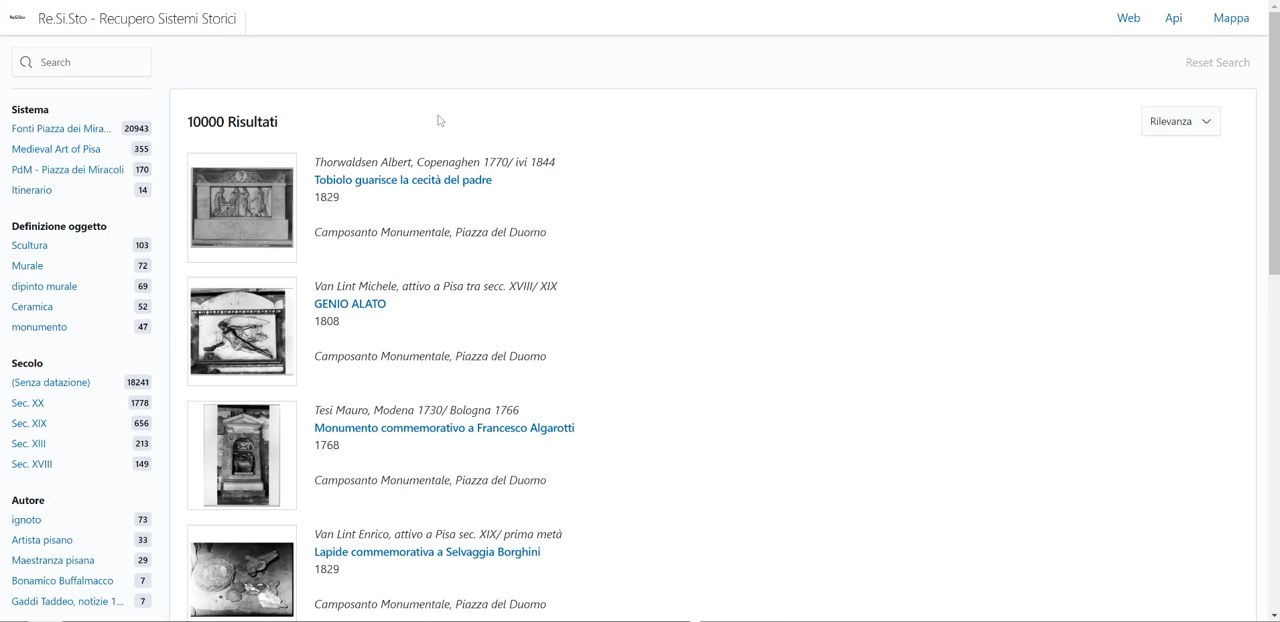 Re.Si.Sto
Re.Si.Sto - Recupero Sistemi Storici
Web
Api
Mappa
Search
Reset Search
Sistema
Fonti Piazza dei Mira... 20943
Medieval Art of Pisa 355
PdM - Piazza dei Miracoli 170
Itinerario 14
Definizione oggetto
Scultura 103
Murale 72
dipinto murale 69
Ceramica 52
monumento 47
Secolo
(Senza datazione) 18241
Sec. XX 1778
Sec. XIX 656
Sec. XIII 213
Sec. XVIII 149
Autore
ignoto 73
Artista pisano 33
Maestranza pisana 29
Bonamico Buffalmacco 7
Gaddi Taddeo, notizie 1... 7
10000 Risultati
Rilevanza
Thorwaldsen Albert, Copenaghen 1770/ ivi 1844
Tobiolo guarisce la cecità del padre
1829
Camposanto Monumentale, Piazza del Duomo
Van Lint Michele, attivo a Pisa tra secc. XVIII/ XIX
GENIO ALATO
1808
Camposanto Monumentale, Piazza del Duomo
Tesi Mauro, Modena 1730/ Bologna 1766
Monumento commemorativo a Francesco Algarotti
1768
Camposanto Monumentale, Piazza del Duomo
Van Lint Enrico, attivo a Pisa sec. XIX/ prima metà
Lapide commemorativa a Selvaggia Borghini
1829
Camposanto Monumentale, Piazza del Duomo